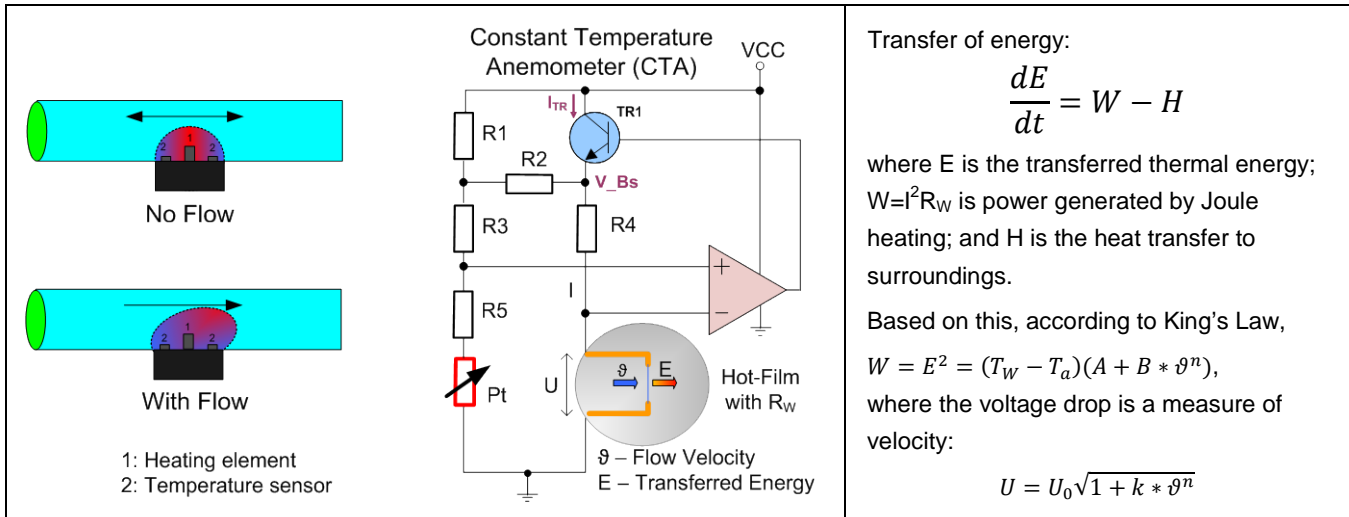 2
1
2
No Flow
2
1
2
With Flow
1: Heating element
2: Temperature sensor
Constant Temperature
Anemometer (CTA)
VCC
I_TR
TR1
R1
R2
V_Bs
R3
R4
+
I
−
R5
Pt
U
ϑ
E
Hot-Film
with R_W
ϑ – Flow Velocity
E – Transferred Energy
Transfer of energy:
dE/dt = W − H
where E is the transferred thermal energy;
W=I²R_W is power generated by Joule
heating; and H is the heat transfer to
surroundings.
Based on this, according to King’s Law,
W = E² = (T_W − T_a)(A + B * ϑⁿ),
where the voltage drop is a measure of
velocity:
U = U₀√(1 + k * ϑⁿ)